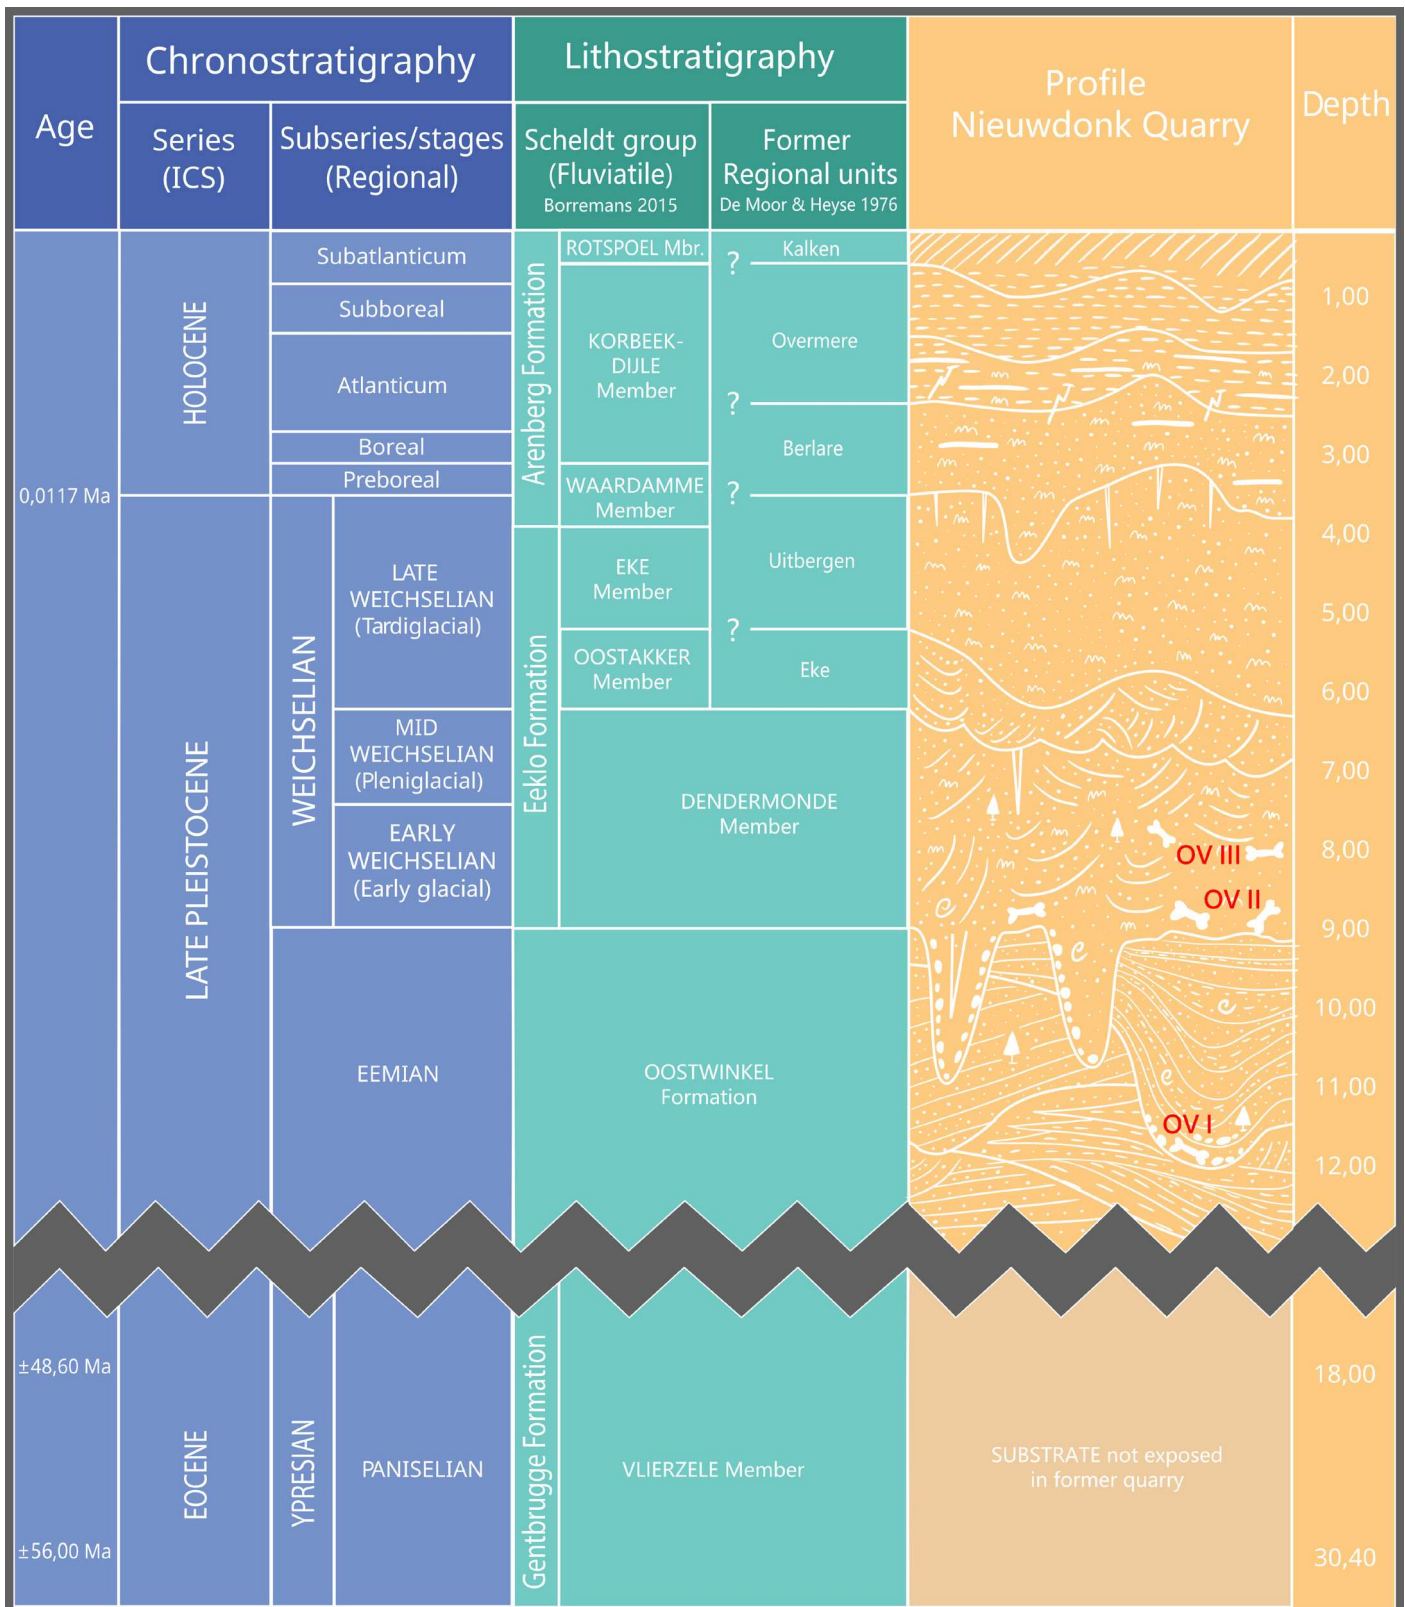 Age
Chronostratigraphy
Series
(ICS)
Subseries/stages
(Regional)
Lithostratigraphy
Scheldt group
(Fluviatile)
Borremans 2015
Former
Regional units
De Moor & Heyse 1976
Profile
Nieuwdonk Quarry
Depth
0,0117 Ma
±48,60 Ma
±56,00 Ma
HOLOCENE
LATE PLEISTOCENE
EOCENE
Subatlanticum
Subboreal
Atlanticum
Boreal
Preboreal
WEICHSELIAN
LATE
WEICHSELIAN
(Tardiglacial)
MID
WEICHSELIAN
(Pleniglacial)
EARLY
WEICHSELIAN
(Early glacial)
EEMIAN
YPRESIAN
PANISELIAN
Arenberg Formation
Eeklo Formation
ROTSPOEL Mbr.
KORBEEK-
DIJLE
Member
WAARDAMME
Member
EKE
Member
OOSTAKKER
Member
DENDERMONDE
Member
OOSTWINKEL
Formation
Gentbrugge Formation
VLIERZELE Member
Kalken
?
Overmere
?
Berlare
?
Uitbergen
?
Eke
OV III
OV II
OV I
SUBSTRATE not exposed
in former quarry
1,00
2,00
3,00
4,00
5,00
6,00
7,00
8,00
9,00
10,00
11,00
12,00
18,00
30,40